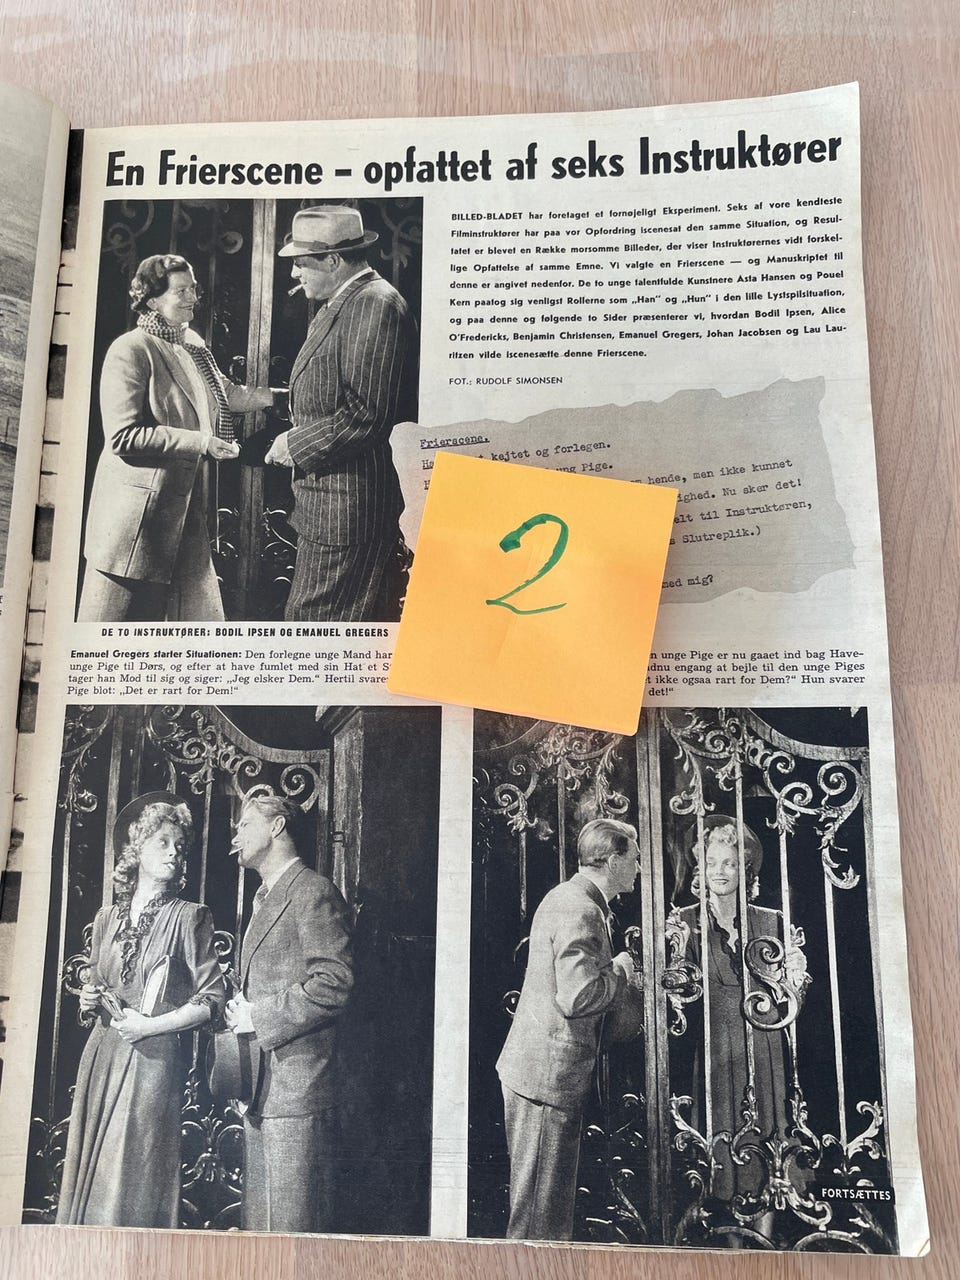 En Frierscene – opfattet af seks Instruktører
BILLED-BLADET har foretaget et fornøjeligt Eksperiment. Seks af vore kendteste
Filminstruktører har paa vor Opfordring iscenesat den samme Situation, og Resul-
tatet er blevet en Række morsomme Billeder, der viser Instruktørernes vidt forskel-
lige Opfattelse af samme Emne. Vi valgte en Frierscene — og Manuskriptet til
denne er angivet nedenfor. De to unge talentfulde Kunstnere Asta Hansen og Pouel
Kern paatog sig venligst Rollerne som „Han" og „Hun" i den lille Lystspilsituation,
og paa denne og følgende to Sider præsenterer vi, hvordan Bodil Ipsen, Alice
O'Fredericks, Benjamin Christensen, Emanuel Gregers, Johan Jacobsen og Lau Lau-
ritzen vilde iscenesætte denne Frierscene.
FOT.: RUDOLF SIMONSEN
Frierscene.
kejtet og forlegen.
ung Pige.
hende, men ikke kunnet
ighed. Nu sker det!
elt til Instruktøren,
s Slutreplik.)
med mig?
2
DE TO INSTRUKTØRER: BODIL IPSEN OG EMANUEL GREGERS
Emanuel Gregers starter Situationen: Den forlegne unge Mand har
unge Pige til Dørs, og efter at have fumlet med sin Hat et S
tager han Mod til sig og siger: „Jeg elsker Dem." Hertil svare
Pige blot: „Det er rart for Dem!"
n unge Pige er nu gaaet ind bag Have-
dnu engang at bejle til den unge Piges
t ikke ogsaa rart for Dem?" Hun svarer
det!"
FORTSÆTTES